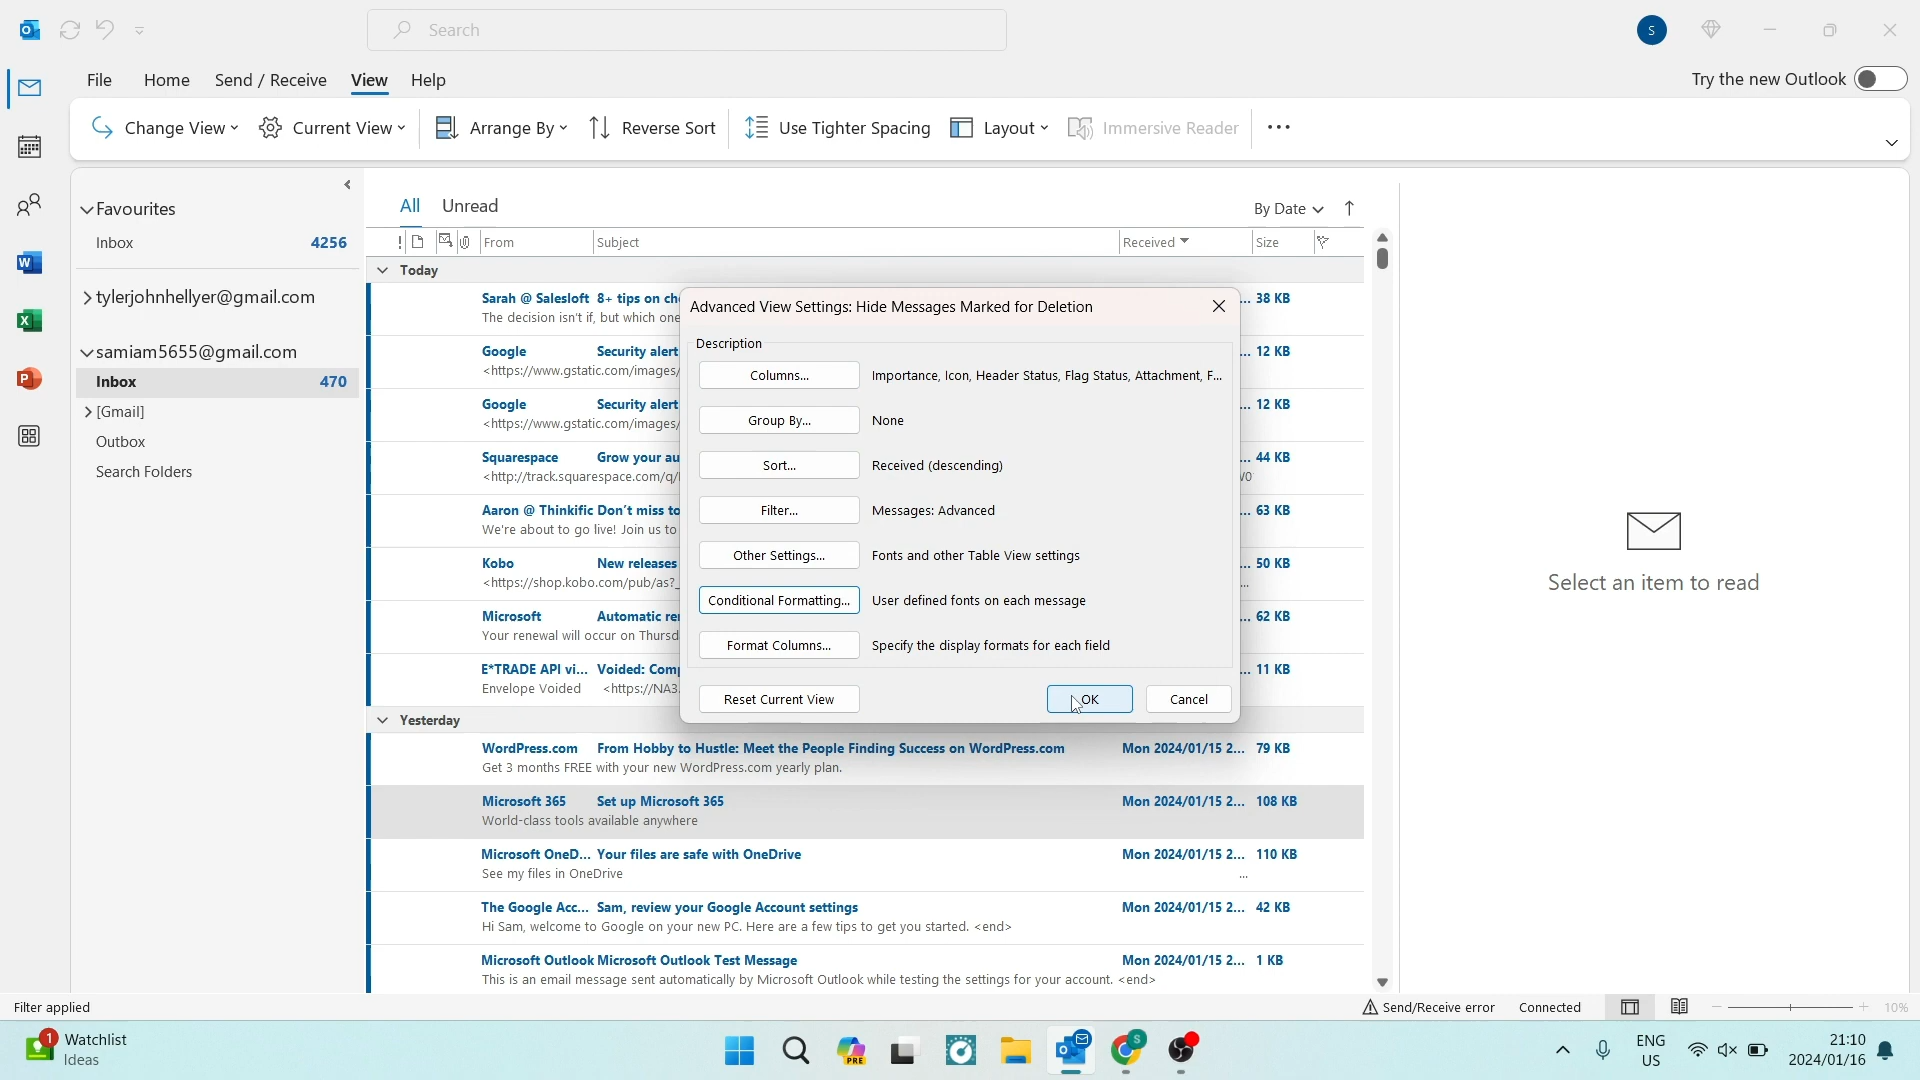 Search
S
File Home Send / Receive View Help
Try the new Outlook
Change View Current View Arrange By Reverse Sort Use Tighter Spacing Layout Immersive Reader ...
Favourites
Inbox 4256
tylerjohnhellyer@gmail.com
samiam5655@gmail.com
Inbox 470
[Gmail]
Outbox
Search Folders
All Unread
By Date
! From Subject Received Size
Today
Sarah @ Salesloft 8+ tips on ... 38 KB
The decision isn't if, but which
Google Security alert ... 12 KB
<https://www.gstatic.com/images/
Google Security alert ... 12 KB
<https://www.gstatic.com/images/
Squarespace Grow your ... 44 KB
<http://track.squarespace.com/q/
Aaron @ Thinkific Don't miss to ... 63 KB
We're about to go live! Join us to
Kobo New releases ... 50 KB
<https://shop.kobo.com/pub/as?_ ...
Microsoft Automatic ... 62 KB
Your renewal will occur on
E*TRADE API vi... Voided: ... 11 KB
Envelope Voided <https://NA3.
Yesterday
WordPress.com From Hobby to Hustle: Meet the People Finding Success on WordPress.com Mon 2024/01/15 2... 79 KB
Get 3 months FREE with your new WordPress.com yearly plan.
Microsoft 365 Set up Microsoft 365 Mon 2024/01/15 2... 108 KB
World-class tools available anywhere
Microsoft OneD... Your files are safe with OneDrive Mon 2024/01/15 2... 110 KB
See my files in OneDrive ...
The Google Acc... Sam, review your Google Account settings Mon 2024/01/15 2... 42 KB
Hi Sam, welcome to Google on your new PC. Here are a few tips to get you started. <end>
Microsoft Outlook Microsoft Outlook Test Message Mon 2024/01/15 2... 1 KB
This is an email message sent automatically by Microsoft Outlook while testing the settings for your account. <end>
Advanced View Settings: Hide Messages Marked for Deletion
Description
Columns... Importance, Icon, Header Status, Flag Status, Attachment, F...
Group By... None
Sort... Received (descending)
Filter... Messages: Advanced
Other Settings... Fonts and other Table View settings
Conditional Formatting... User defined fonts on each message
Format Columns... Specify the display formats for each field
Reset Current View OK Cancel
Select an item to read
Filter applied
Send/Receive error Connected 10%
1 Watchlist
Ideas
PRE
S
ENG
US
21:10
2024/01/16